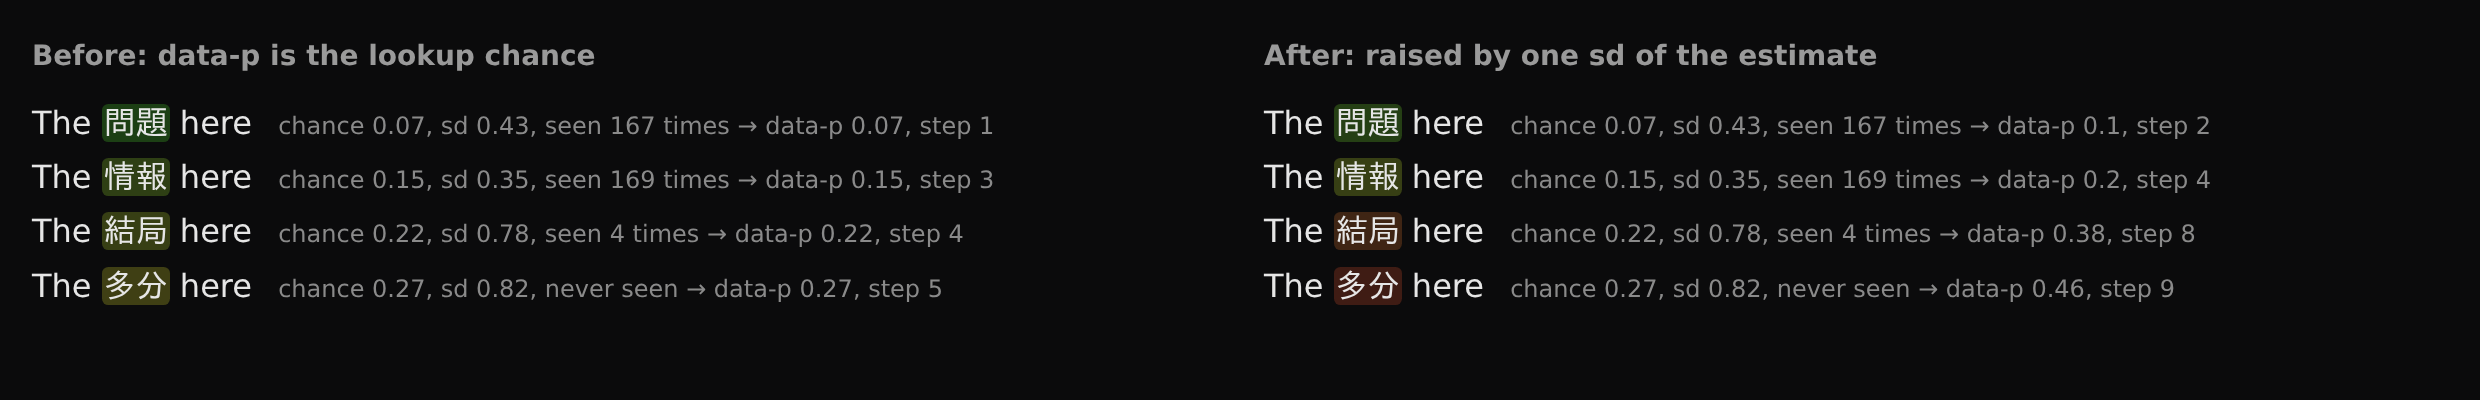 Before: data-p is the lookup chance
The 問題 here chance 0.07, sd 0.43, seen 167 times → data-p 0.07, step 1
The 情報 here chance 0.15, sd 0.35, seen 169 times → data-p 0.15, step 3
The 結局 here chance 0.22, sd 0.78, seen 4 times → data-p 0.22, step 4
The 多分 here chance 0.27, sd 0.82, never seen → data-p 0.27, step 5
After: raised by one sd of the estimate
The 問題 here chance 0.07, sd 0.43, seen 167 times → data-p 0.1, step 2
The 情報 here chance 0.15, sd 0.35, seen 169 times → data-p 0.2, step 4
The 結局 here chance 0.22, sd 0.78, seen 4 times → data-p 0.38, step 8
The 多分 here chance 0.27, sd 0.82, never seen → data-p 0.46, step 9